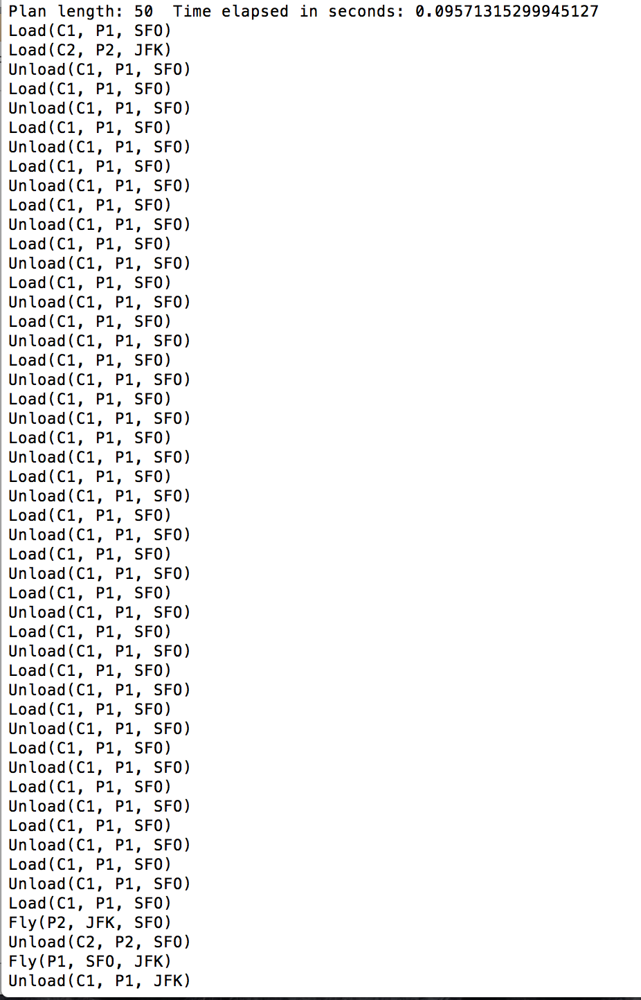 Plan length: 50  Time elapsed in seconds: 0.09571315299945127
Load(C1, P1, SFO)
Load(C2, P2, JFK)
Unload(C1, P1, SFO)
Load(C1, P1, SFO)
Unload(C1, P1, SFO)
Load(C1, P1, SFO)
Unload(C1, P1, SFO)
Load(C1, P1, SFO)
Unload(C1, P1, SFO)
Load(C1, P1, SFO)
Unload(C1, P1, SFO)
Load(C1, P1, SFO)
Unload(C1, P1, SFO)
Load(C1, P1, SFO)
Unload(C1, P1, SFO)
Load(C1, P1, SFO)
Unload(C1, P1, SFO)
Load(C1, P1, SFO)
Unload(C1, P1, SFO)
Load(C1, P1, SFO)
Unload(C1, P1, SFO)
Load(C1, P1, SFO)
Unload(C1, P1, SFO)
Load(C1, P1, SFO)
Unload(C1, P1, SFO)
Load(C1, P1, SFO)
Unload(C1, P1, SFO)
Load(C1, P1, SFO)
Unload(C1, P1, SFO)
Load(C1, P1, SFO)
Unload(C1, P1, SFO)
Load(C1, P1, SFO)
Unload(C1, P1, SFO)
Load(C1, P1, SFO)
Unload(C1, P1, SFO)
Load(C1, P1, SFO)
Unload(C1, P1, SFO)
Load(C1, P1, SFO)
Unload(C1, P1, SFO)
Load(C1, P1, SFO)
Unload(C1, P1, SFO)
Load(C1, P1, SFO)
Unload(C1, P1, SFO)
Load(C1, P1, SFO)
Unload(C1, P1, SFO)
Load(C1, P1, SFO)
Fly(P2, JFK, SFO)
Unload(C2, P2, SFO)
Fly(P1, SFO, JFK)
Unload(C1, P1, JFK)